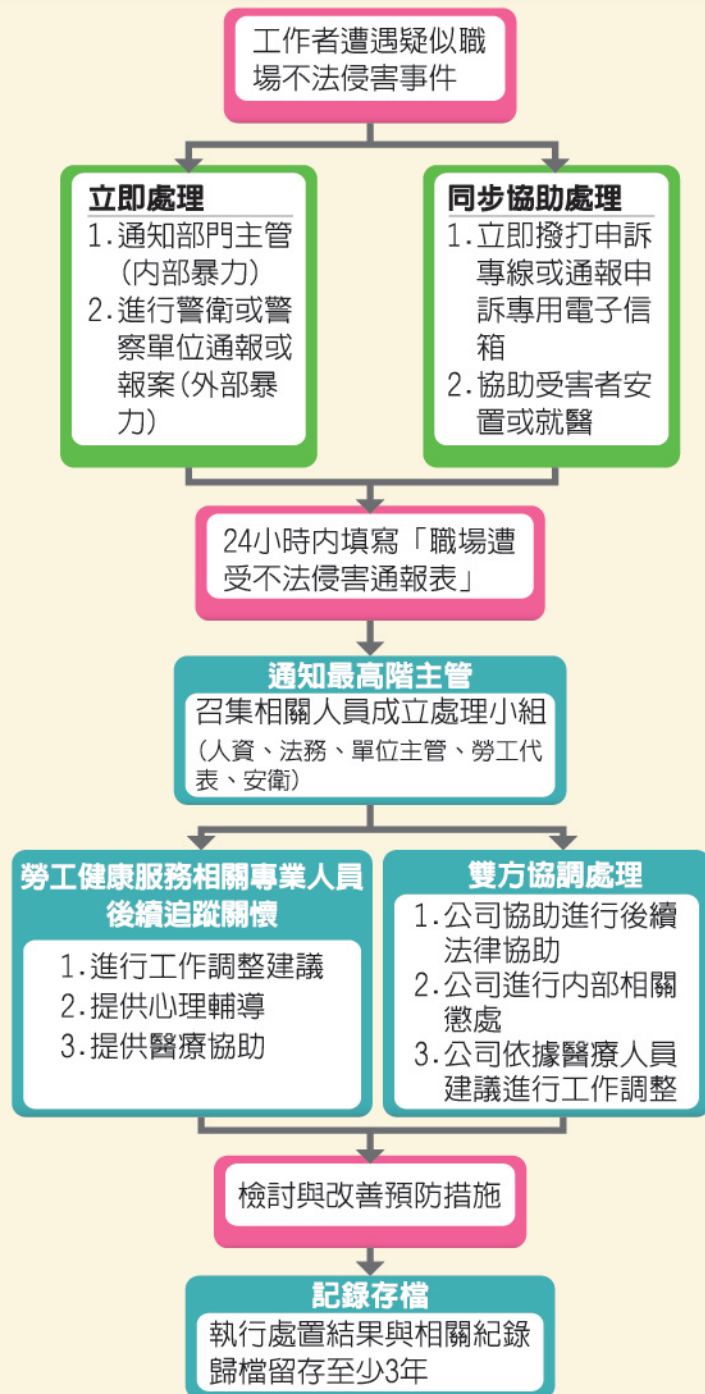 工作者遭遇疑似職
場不法侵害事件
立即處理
1.通知部門主管
(內部暴力)
2.進行警衛或警
察單位通報或
報案(外部暴
力)
同步協助處理
1.立即撥打申訴
專線或通報申
訴專用電子信
箱
2.協助受害者安
置或就醫
24小時內填寫「職場遭
受不法侵害通報表」
通知最高階主管
召集相關人員成立處理小組
(人資、法務、單位主管、勞工代
表、安衛)
勞工健康服務相關專業人員
後續追蹤關懷
1.進行工作調整建議
2.提供心理輔導
3.提供醫療協助
雙方協調處理
1.公司協助進行後續
法律協助
2.公司進行內部相關
懲處
3.公司依據醫療人員
建議進行工作調整
檢討與改善預防措施
記錄存檔
執行處置結果與相關紀錄
歸檔留存至少3年